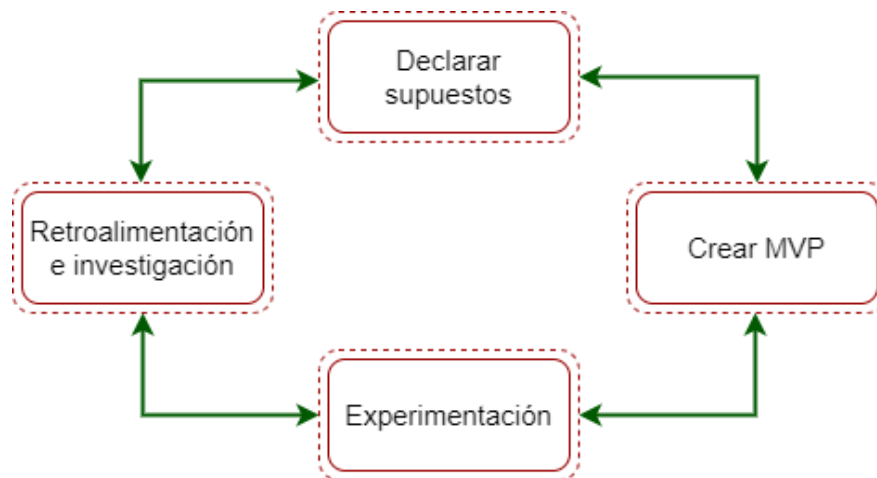 Declarar
supuestos
Retroalimentación
e investigación
Crear MVP
Experimentación